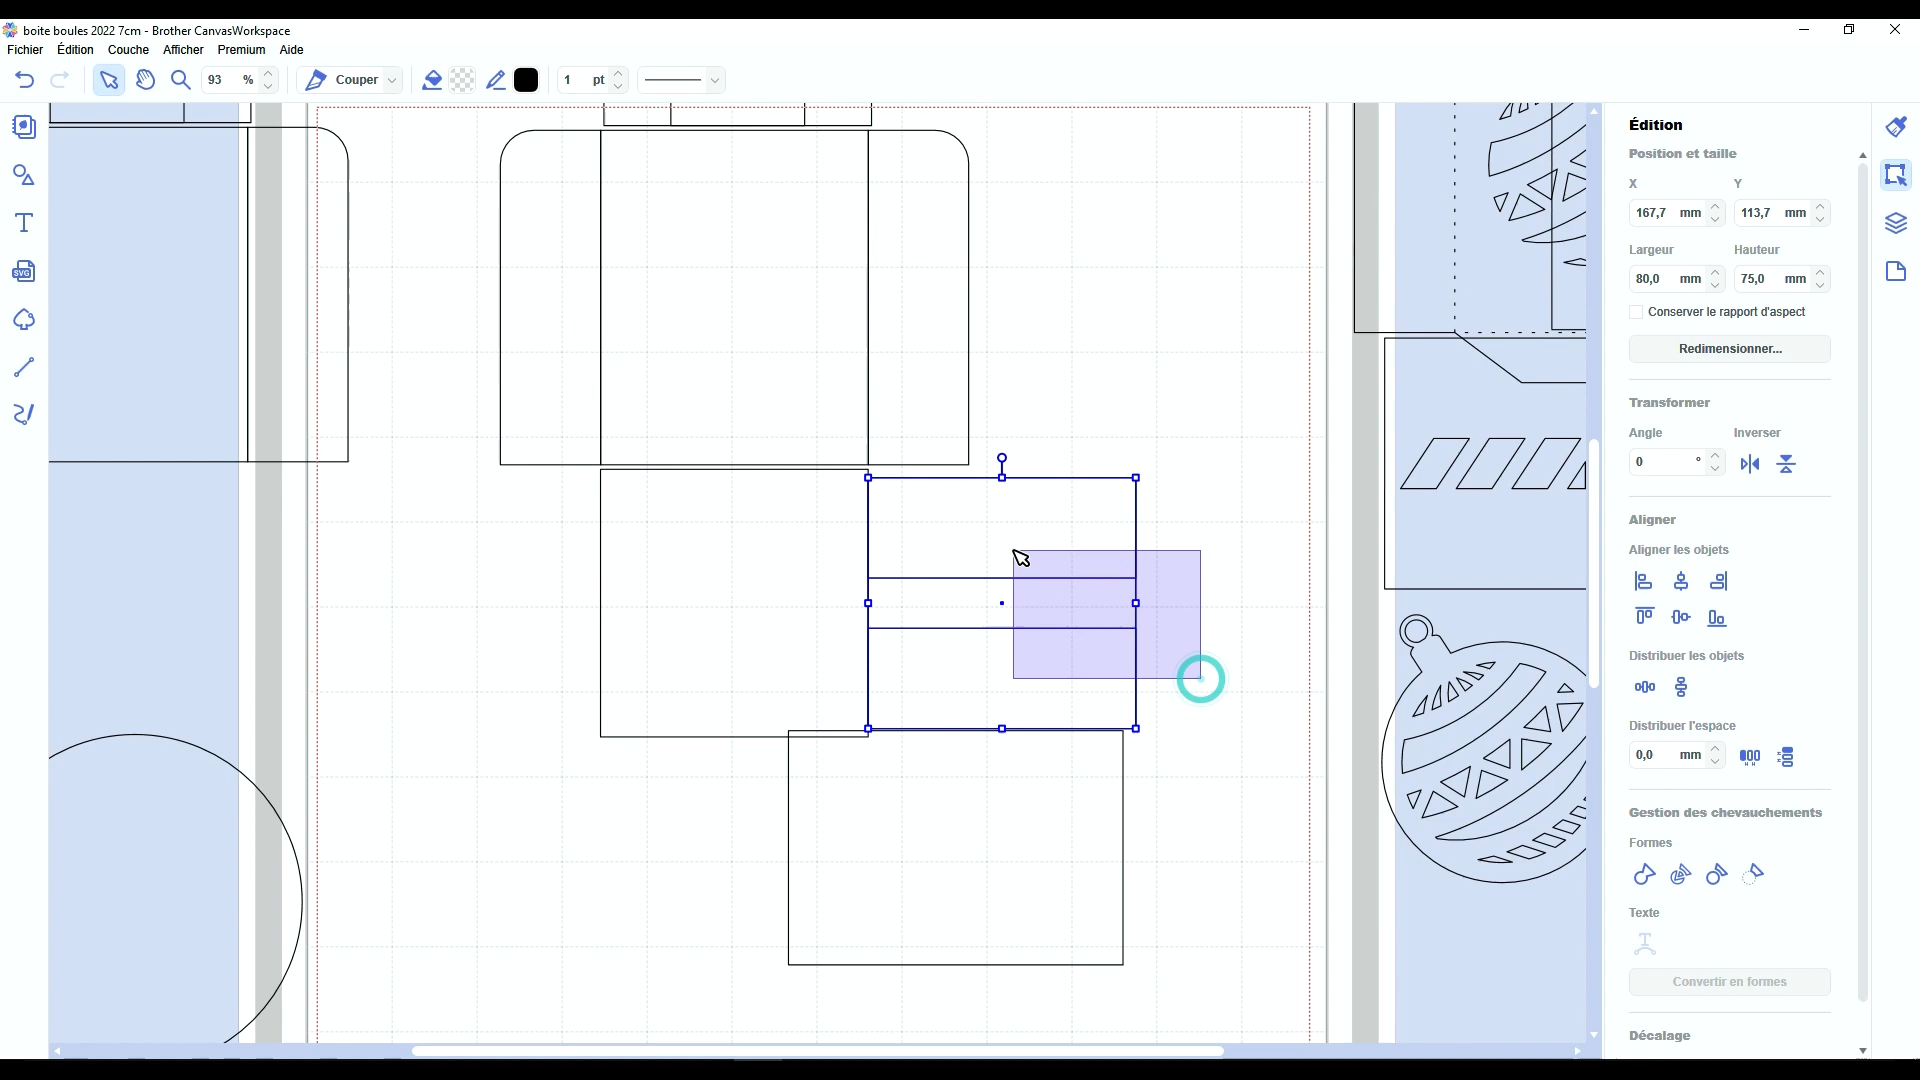 boite boules 2022 7cm - Brother CanvasWorkspace
Fichier Édition Couche Afficher Premium Aide
93 % Couper 1 pt
T
SVG
Édition
Position et taille
X Y
167,7 mm 113,7 mm
Largeur Hauteur
80,0 mm 75,0 mm
Conserver le rapport d'aspect
Redimensionner...
Transformer
Angle Inverser
0 °
Aligner
Aligner les objets
Distribuer les objets
Distribuer l'espace
0,0 mm
Gestion des chevauchements
Formes
Texte
Convertir en formes
Décalage